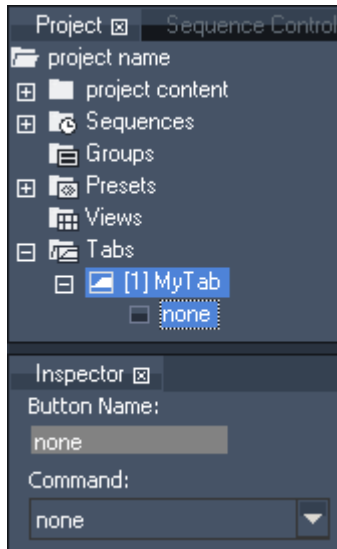 Project Sequence Control
project name
project content
Sequences
Groups
Presets
Views
Tabs
[1] MyTab
none
Inspector
Button Name:
none
Command:
none